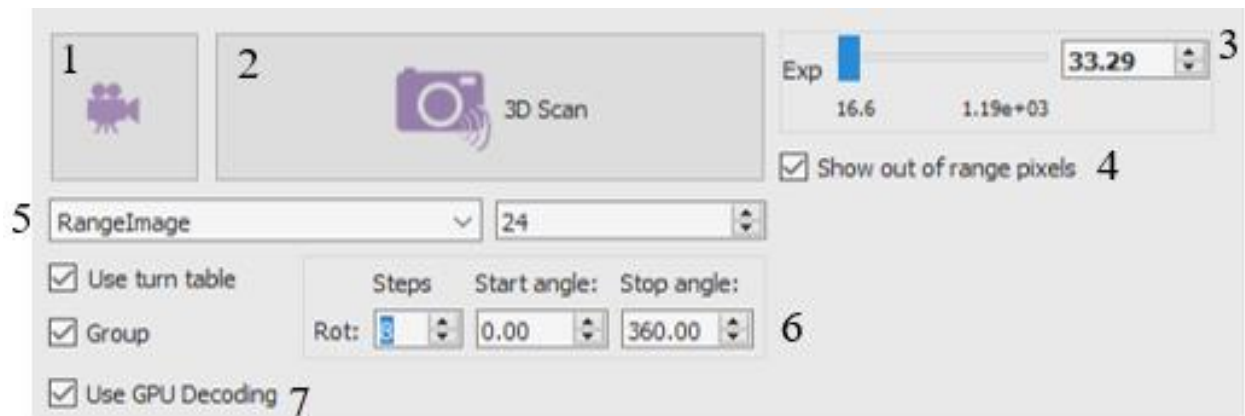 1
2
3D Scan
Exp
33.29
3
16.6
1.19e+03
Show out of range pixels 4
5
RangeImage
24
Use turn table
Steps
Start angle:
Stop angle:
Group
Rot:
8
0.00
360.00
6
Use GPU Decoding 7